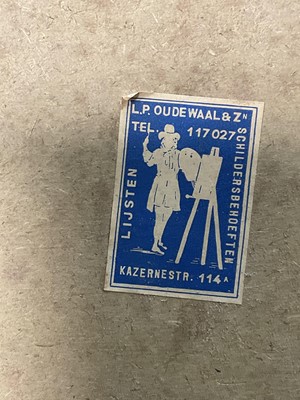 L.P. OUDEWAAL & ZN
TEL. 117027
SCHILDERSBEHOEFTEN
LIJSTEN
KAZERNESTR. 114A